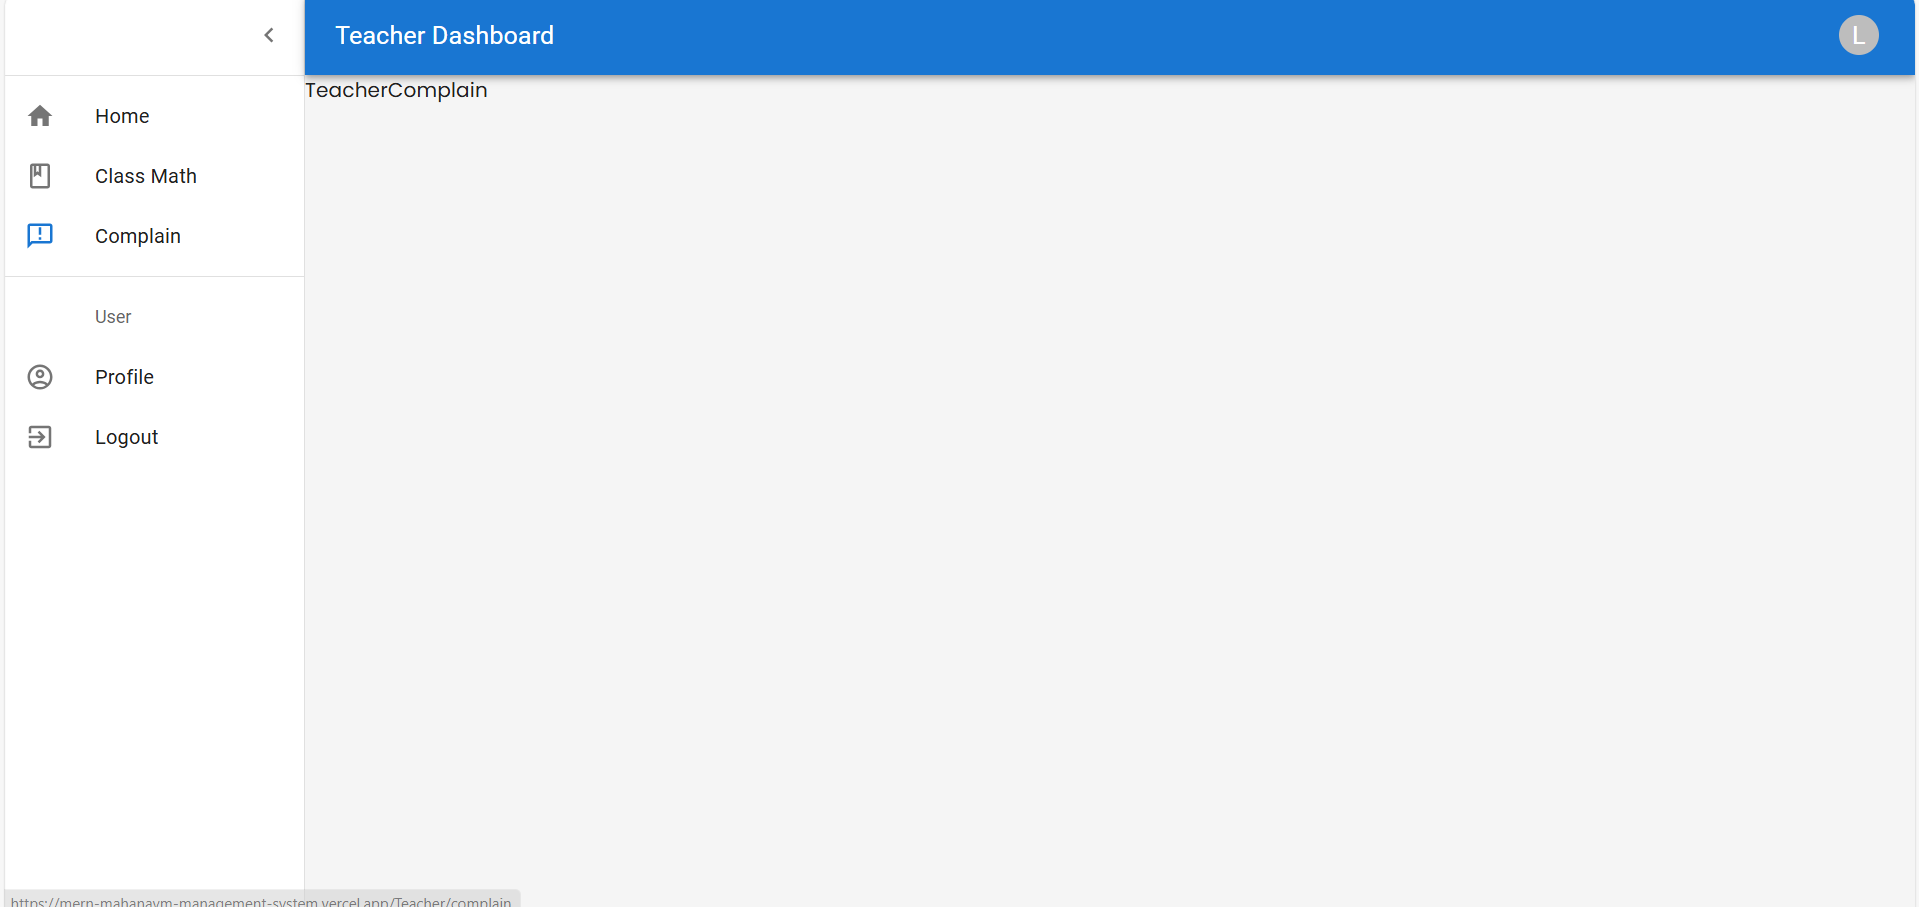 Teacher Dashboard
L
TeacherComplain
Home
Class Math
Complain
User
Profile
Logout
https://mern-mahanaym-management-system.vercel.app/Teacher/complain